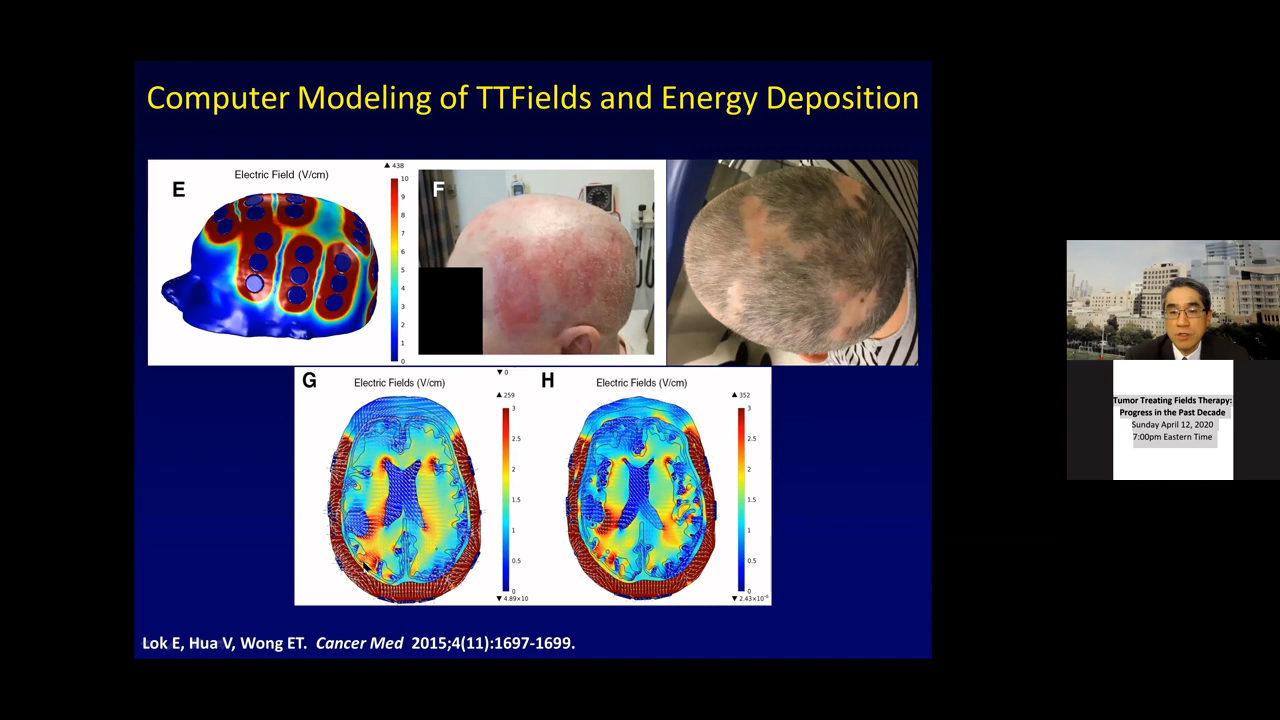 Computer Modeling of TTFields and Energy Deposition
E
Electric Field (V/cm)
▲ 438
10
9
8
7
6
5
4
3
2
1
0
F
G
Electric Fields (V/cm)
▼ 0
▲ 259
3
2.5
2
1.5
1
0.5
0
▼ 4.89×10
H
Electric Fields (V/cm)
▲ 352
3
2.5
2
1.5
1
0.5
0
▼ 2.43×10⁻⁶
Lok E, Hua V, Wong ET. Cancer Med 2015;4(11):1697-1699.
Tumor Treating Fields Therapy:
Progress in the Past Decade
Sunday April 12, 2020
7:00pm Eastern Time